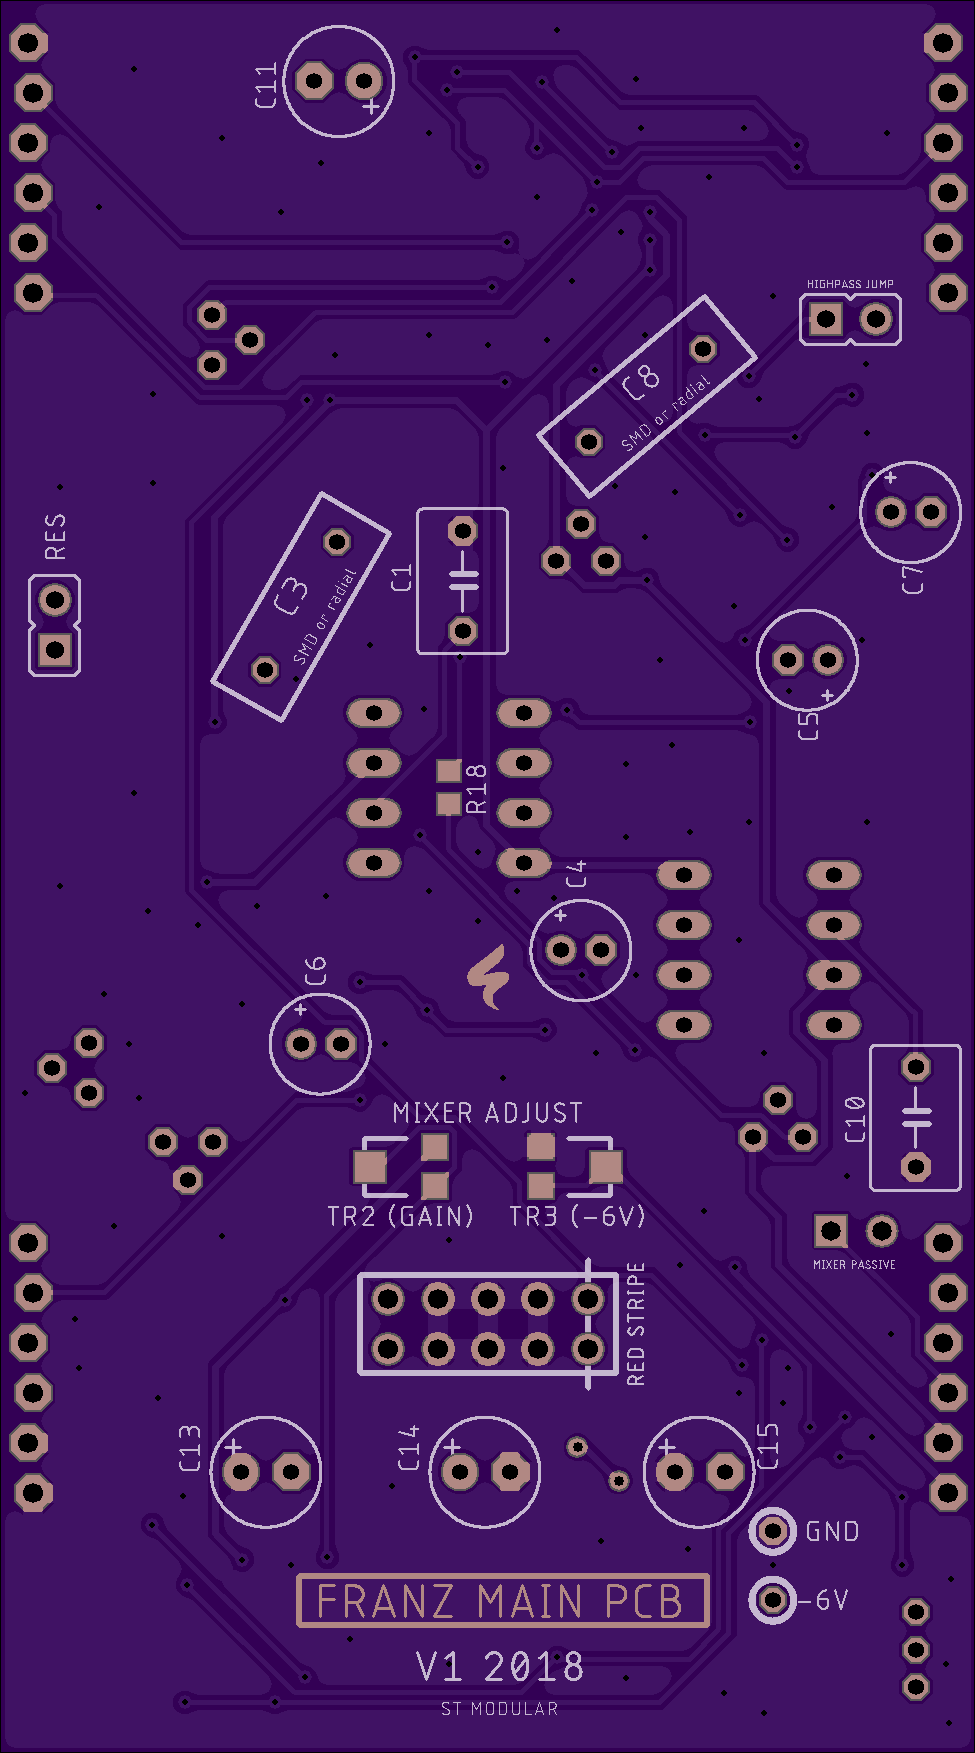 C11
+
HIGHPASS JUMP
C8
SMD or radial
+
C7
RES
C3
SMD or radial
C1
+
C5
R18
C4
+
C6
+
MIXER ADJUST
C10
TR2 (GAIN)
TR3 (-6V)
MIXER PASSIVE
RED STRIPE
C13
+
C14
+
C15
+
GND
-6V
FRANZ MAIN PCB
V1 2018
ST MODULAR